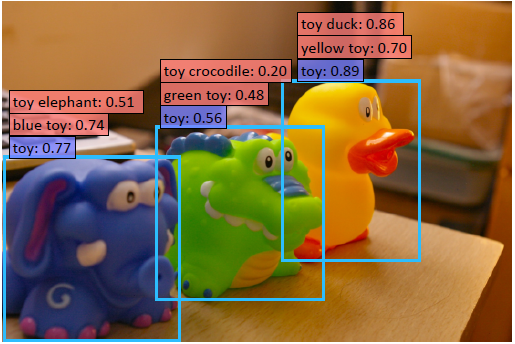 toy duck: 0.86
yellow toy: 0.70
toy: 0.89
toy crocodile: 0.20
green toy: 0.48
toy: 0.56
toy elephant: 0.51
blue toy: 0.74
toy: 0.77